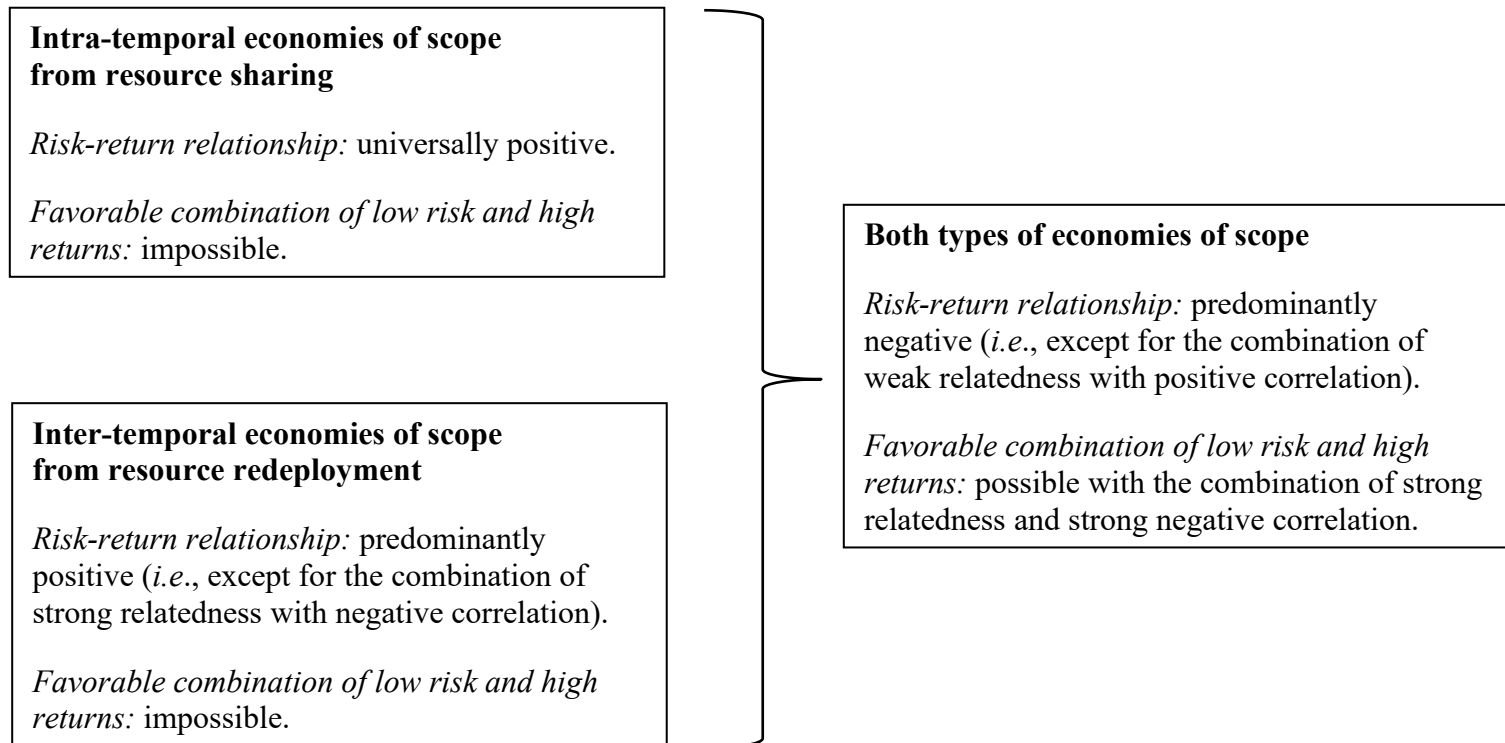 Intra-temporal economies of scope
from resource sharing
Risk-return relationship: universally positive.
Favorable combination of low risk and high
returns: impossible.
Inter-temporal economies of scope
from resource redeployment
Risk-return relationship: predominantly
positive (i.e., except for the combination of
strong relatedness with negative correlation).
Favorable combination of low risk and high
returns: impossible.
Both types of economies of scope
Risk-return relationship: predominantly
negative (i.e., except for the combination of
weak relatedness with positive correlation).
Favorable combination of low risk and high
returns: possible with the combination of strong
relatedness and strong negative correlation.